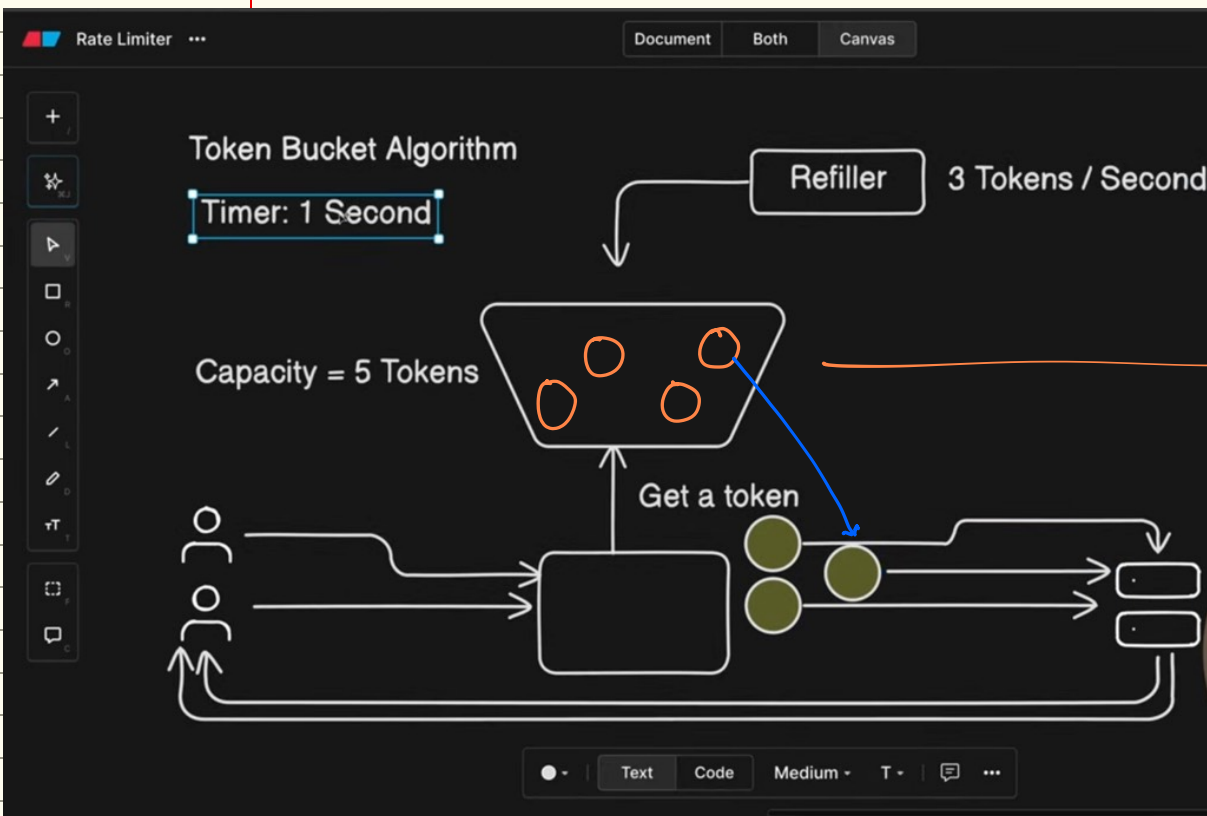 Rate Limiter •••
Document Both Canvas
Token Bucket Algorithm
Refiller
3 Tokens / Second
Timer: 1 Second
Capacity = 5 Tokens
Get a token
Text Code Medium T •••